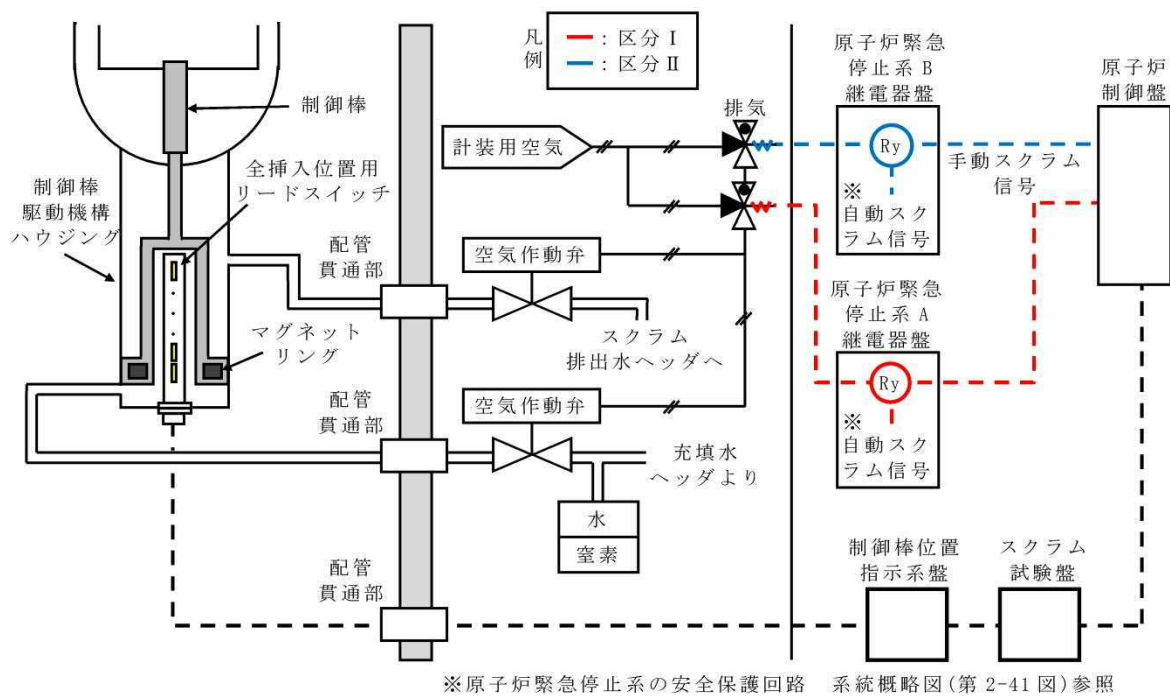 凡例
: 区分Ⅰ
: 区分Ⅱ
制御棒
全挿入位置用
リードスイッチ
制御棒
駆動機構
ハウジング
マグネット
リング
配管
貫通部
配管
貫通部
配管
貫通部
計装用空気
排気
空気作動弁
スクラム
排出水ヘッダへ
空気作動弁
充填水
ヘッダより
水
窒素
原子炉緊急
停止系 B
継電器盤
Ry
※
自動スク
ラム信号
手動スクラム
信号
原子炉
制御盤
原子炉緊急
停止系 A
継電器盤
Ry
※
自動スク
ラム信号
制御棒位置
指示系盤
スクラム
試験盤
※原子炉緊急停止系の安全保護回路 系統概略図(第 2-41 図)参照